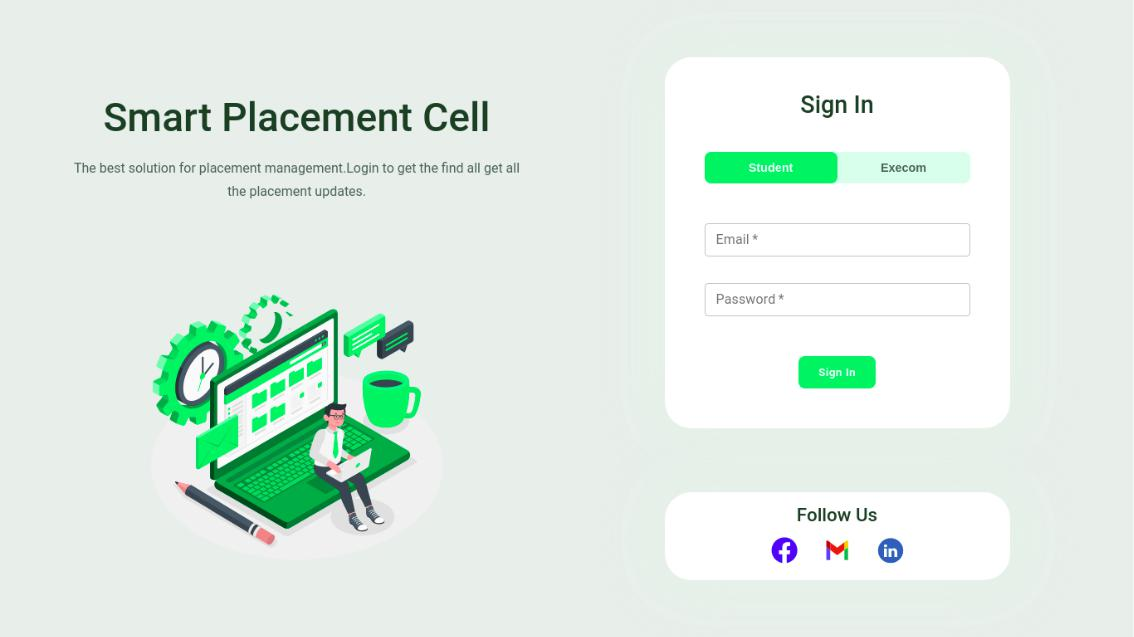 Smart Placement Cell
The best solution for placement management.Login to get the find all get all
the placement updates.
Sign In
Student
Execom
Email *
Password *
Sign In
Follow Us